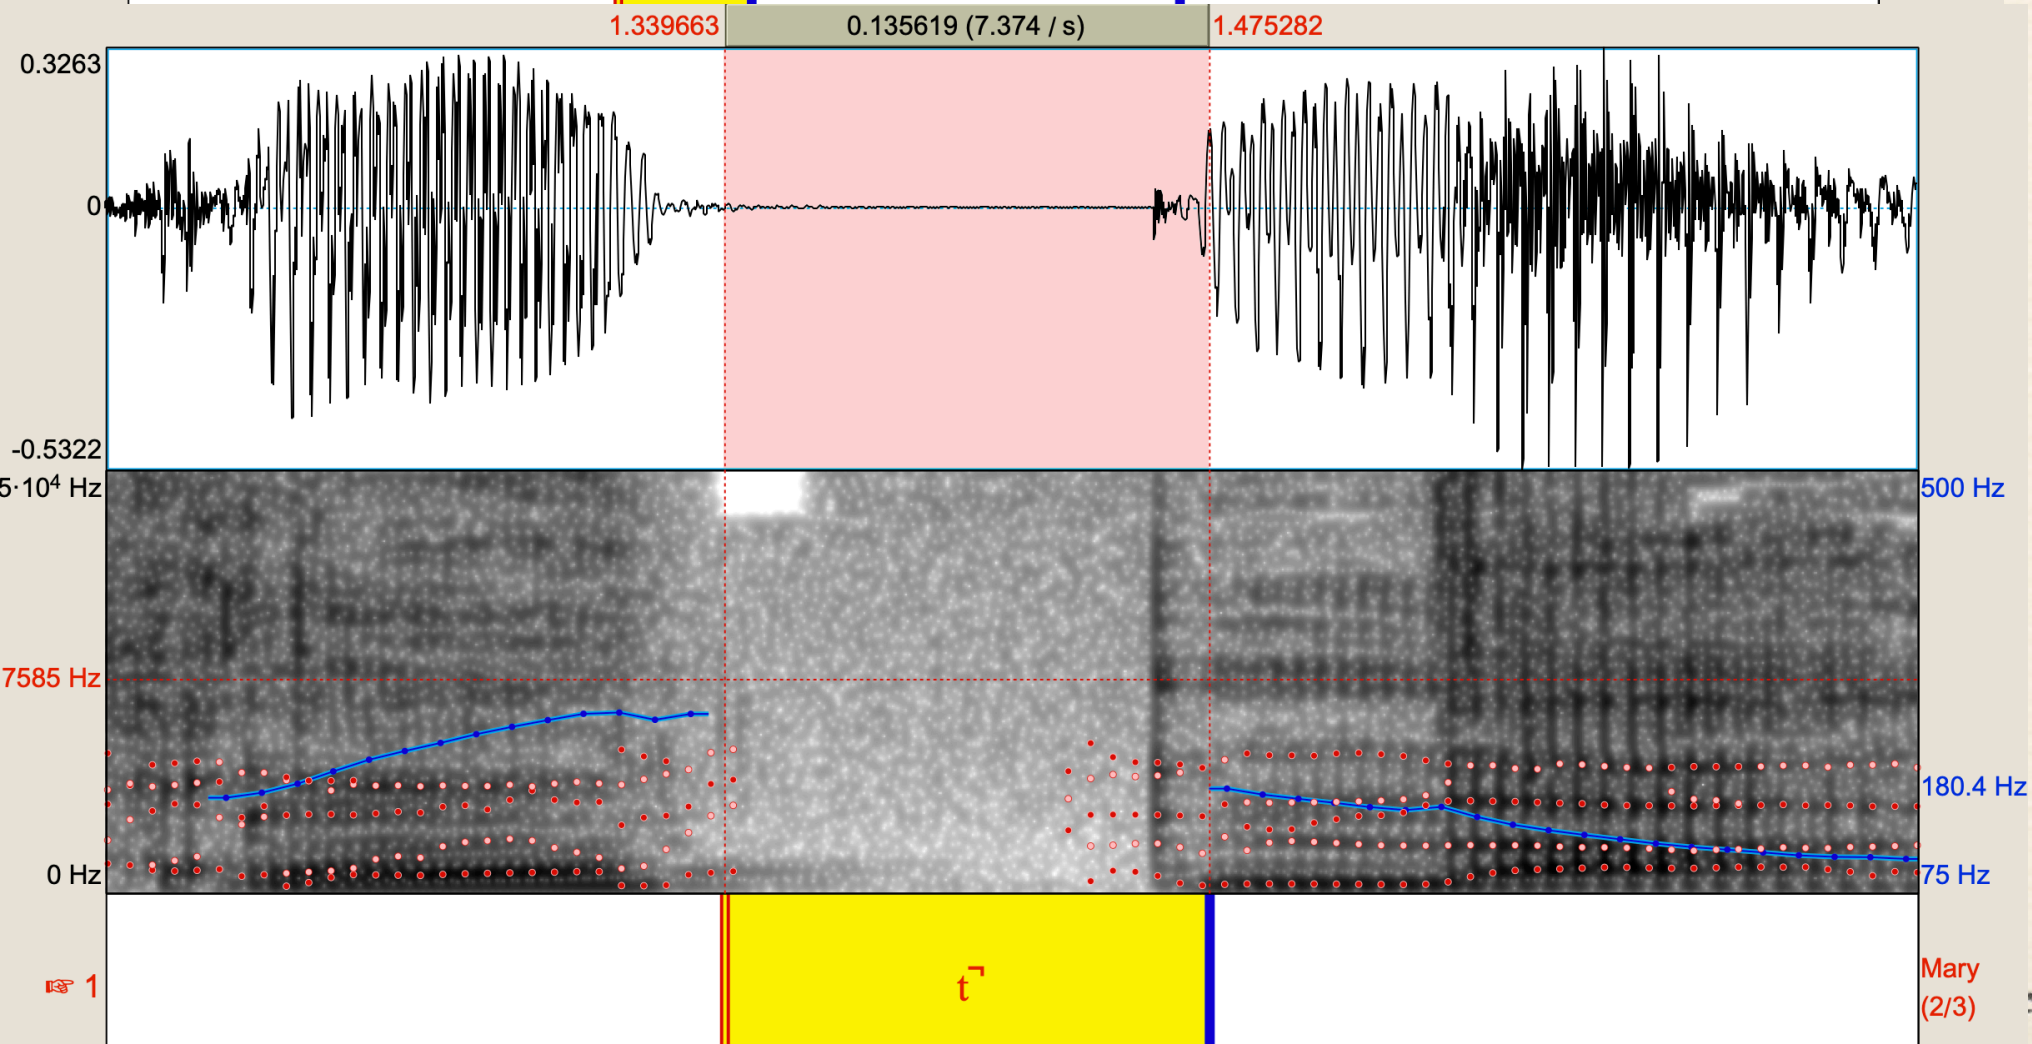 1.339663 0.135619 (7.374 / s) 1.475282
0.3263
0
-0.5322
5·10⁴ Hz 500 Hz
7585 Hz
180.4 Hz
0 Hz 75 Hz
t̚
☞ 1 Mary
(2/3)